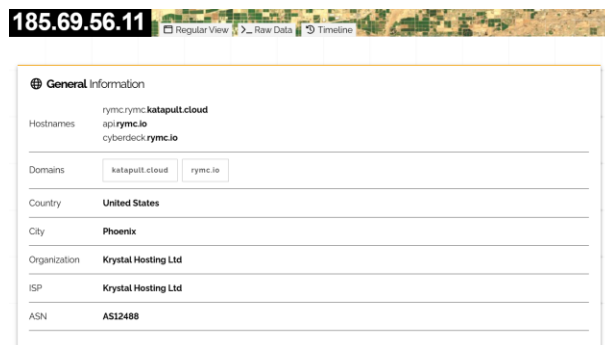 185.69.56.11
Regular View
>_ Raw Data
Timeline
General Information
Hostnames
rymc.rymc.katapult.cloud
api.rymc.io
cyberdeck.rymc.io
Domains
katapult.cloud
rymc.io
Country
United States
City
Phoenix
Organization
Krystal Hosting Ltd
ISP
Krystal Hosting Ltd
ASN
AS12488